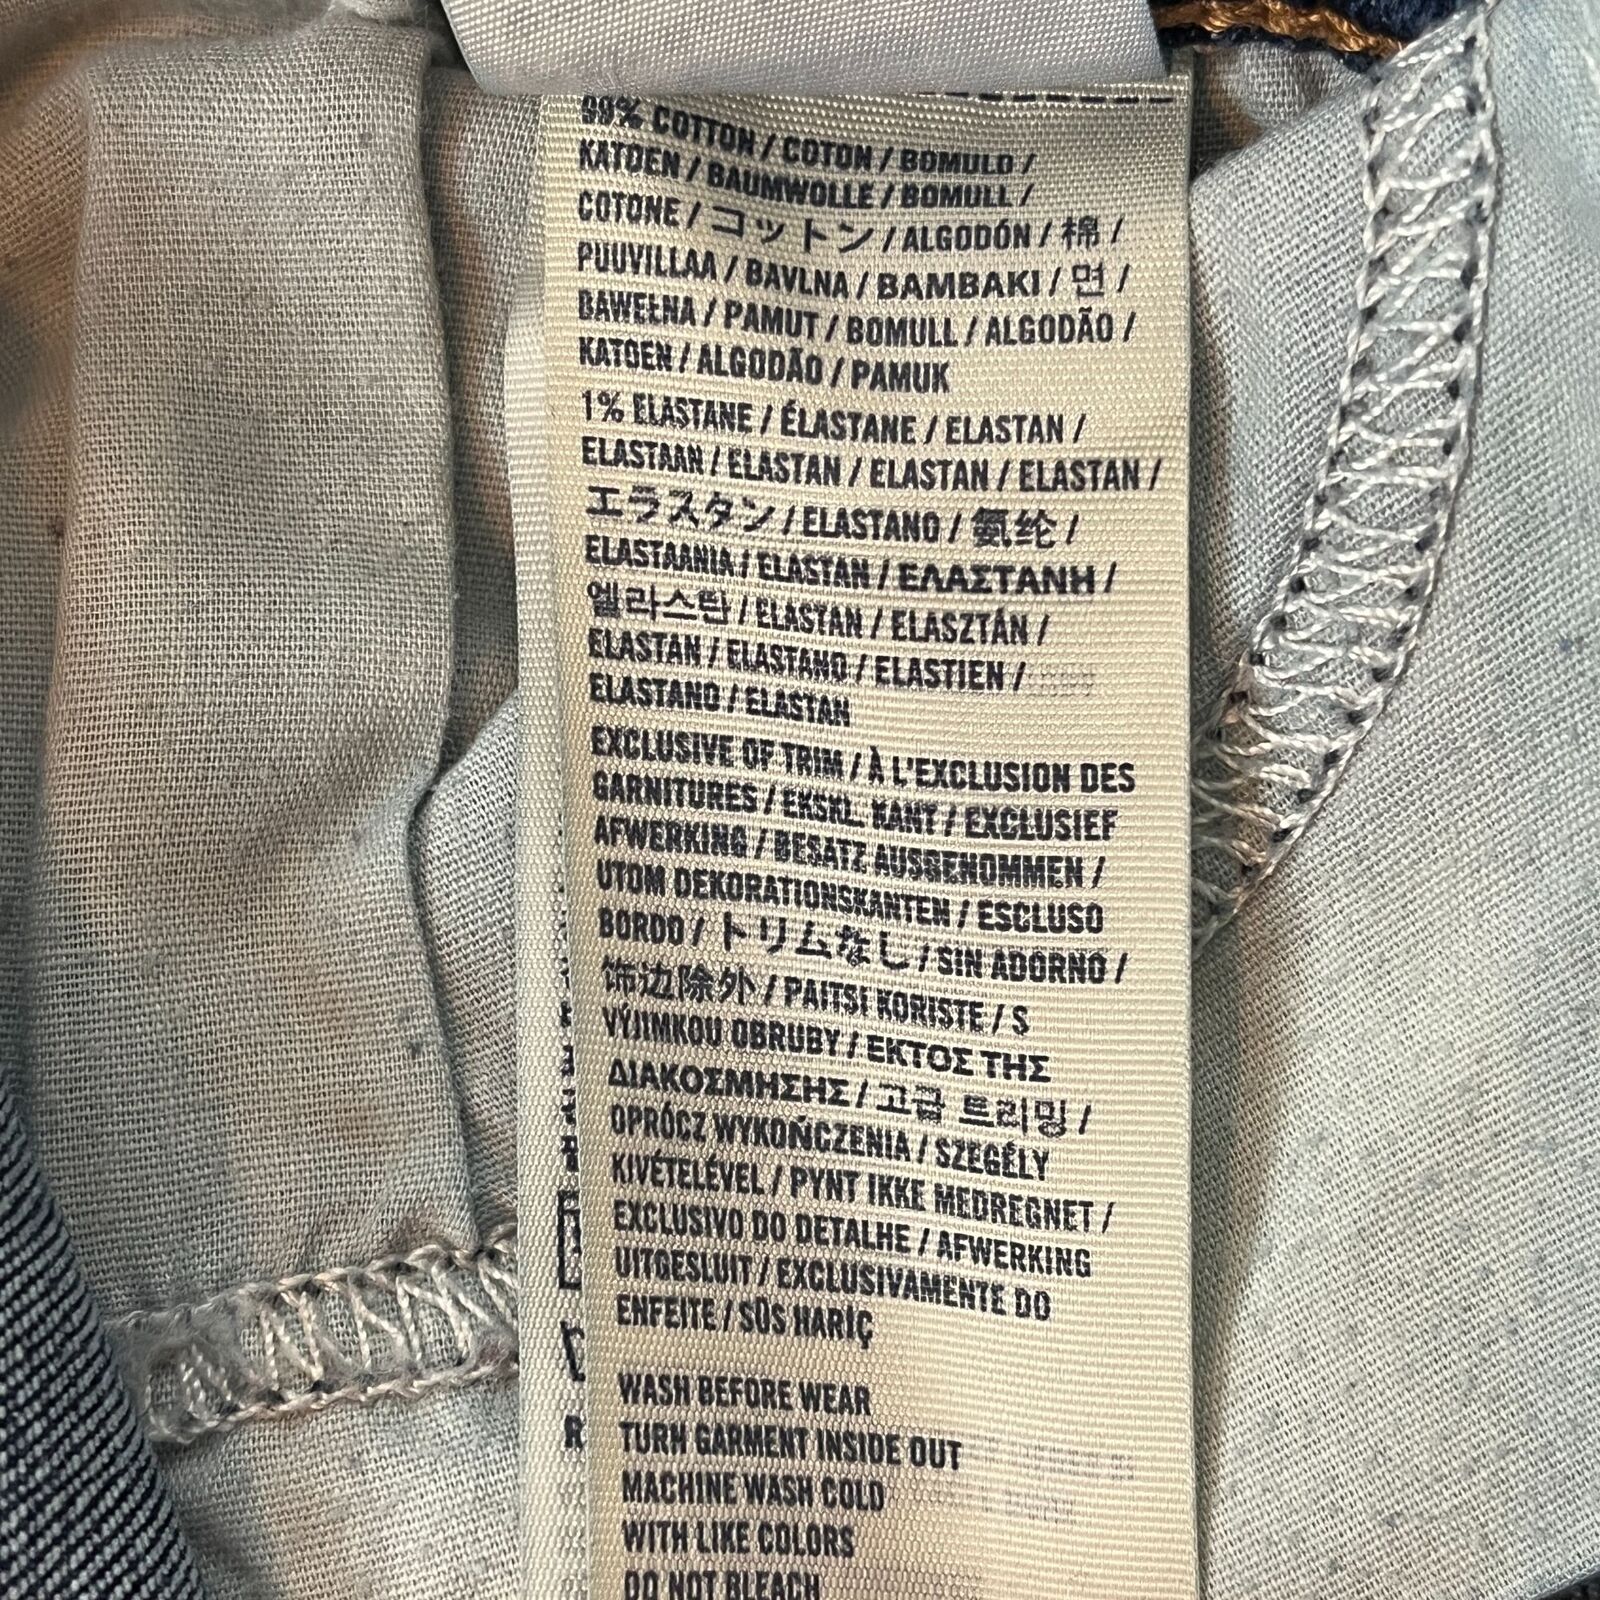 99% COTTON / COTON / BOMULD /
KATOEN / BAUMWOLLE / BOMULL /
COTONE / コットン / ALGODÓN / 棉 /
PUUVILLAA / BAVLNA / BAMBAKI / 면 /
BAWEŁNA / PAMUT / BOMULL / ALGODÃO /
KATOEN / ALGODÃO / PAMUK
1% ELASTANE / ÉLASTANE / ELASTAN /
ELASTAAN / ELASTAN / ELASTAN / ELASTAN /
エラスタン / ELASTANO / 氨纶 /
ELASTAANIA / ELASTAN / ΕΛΑΣΤΑΝΗ /
엘라스탄 / ELASTAN / ELASZTÁN /
ELASTAN / ELASTANO / ELASTIEN /
ELASTANO / ELASTAN
EXCLUSIVE OF TRIM / À L'EXCLUSION DES
GARNITURES / EKSKL. KANT / EXCLUSIEF
AFWERKING / BESATZ AUSGENOMMEN /
UTOM DEKORATIONSKANTEN / ESCLUSO
BORDO / トリムなし / SIN ADORNO /
饰边除外 / PAITSI KORISTE / S
VÝJIMKOU OBRUBY / ΕΚΤΟΣ ΤΗΣ
ΔΙΑΚΟΣΜΗΣΗΣ / 고급 트리밍 /
OPRÓCZ WYKOŃCZENIA / SZEGÉLY
KIVÉTELÉVEL / PYNT IKKE MEDREGNET /
EXCLUSIVO DO DETALHE / AFWERKING
UITGESLUIT / EXCLUSIVAMENTE DO
ENFEITE / SÜS HARİÇ
WASH BEFORE WEAR
TURN GARMENT INSIDE OUT
MACHINE WASH COLD
WITH LIKE COLORS
DO NOT BLEACH